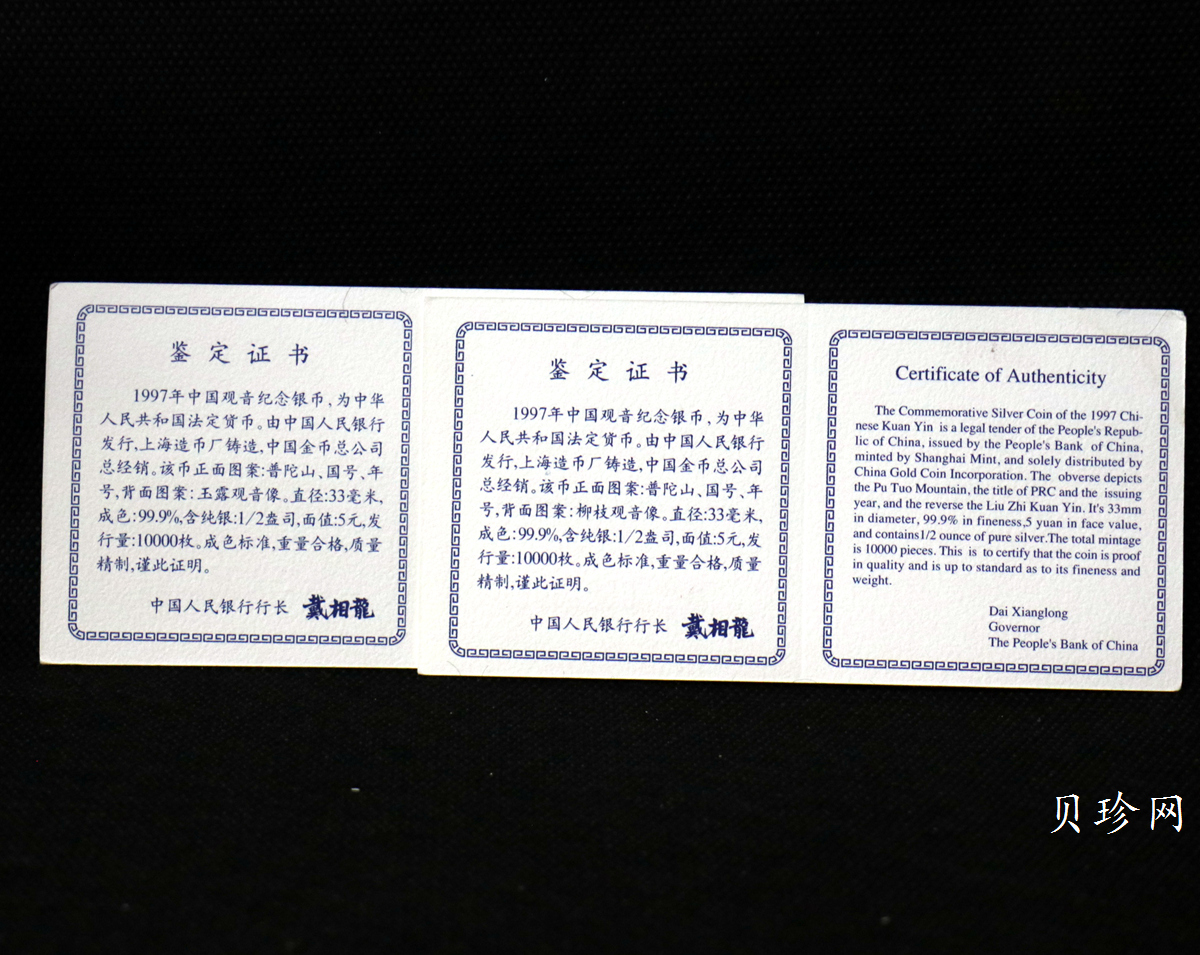 鉴定证书
1997年中国观音纪念银币,为中华
人民共和国法定货币。由中国人民银行
发行,上海造币厂铸造,中国金币总公司
总经销。该币正面图案:普陀山、国号、年
号,背面图案:玉露观音像。直径:33毫米,
成色:99.9%,含纯银:1/2盎司,面值:5元,发
行量:10000枚。成色标准,重量合格,质量
精制,谨此证明。
中国人民银行行长 戴相龍
鉴定证书
1997年中国观音纪念银币,为中华
人民共和国法定货币。由中国人民银行
发行,上海造币厂铸造,中国金币总公司
总经销。该币正面图案:普陀山、国号、年
号,背面图案:柳枝观音像。直径:33毫米,
成色:99.9%,含纯银:1/2盎司,面值:5元,发
行量:10000枚。成色标准,重量合格,质量
精制,谨此证明。
中国人民银行行长 戴相龍
Certificate of Authenticity
The Commemorative Silver Coin of the 1997 Chi-
nese Kuan Yin is a legal tender of the People's Repub-
lic of China, issued by the People's Bank of China,
minted by Shanghai Mint, and solely distributed by
China Gold Coin Incorporation. The obverse depicts
the Pu Tuo Mountain, the title of PRC and the issuing
year, and the reverse the Liu Zhi Kuan Yin. It's 33mm
in diameter, 99.9% in fineness,5 yuan in face value,
and contains1/2 ounce of pure silver.The total mintage
is 10000 pieces. This is to certify that the coin is proof
in quality and is up to standard as to its fineness and
weight.
Dai Xianglong
Governor
The People's Bank of China
贝珍网